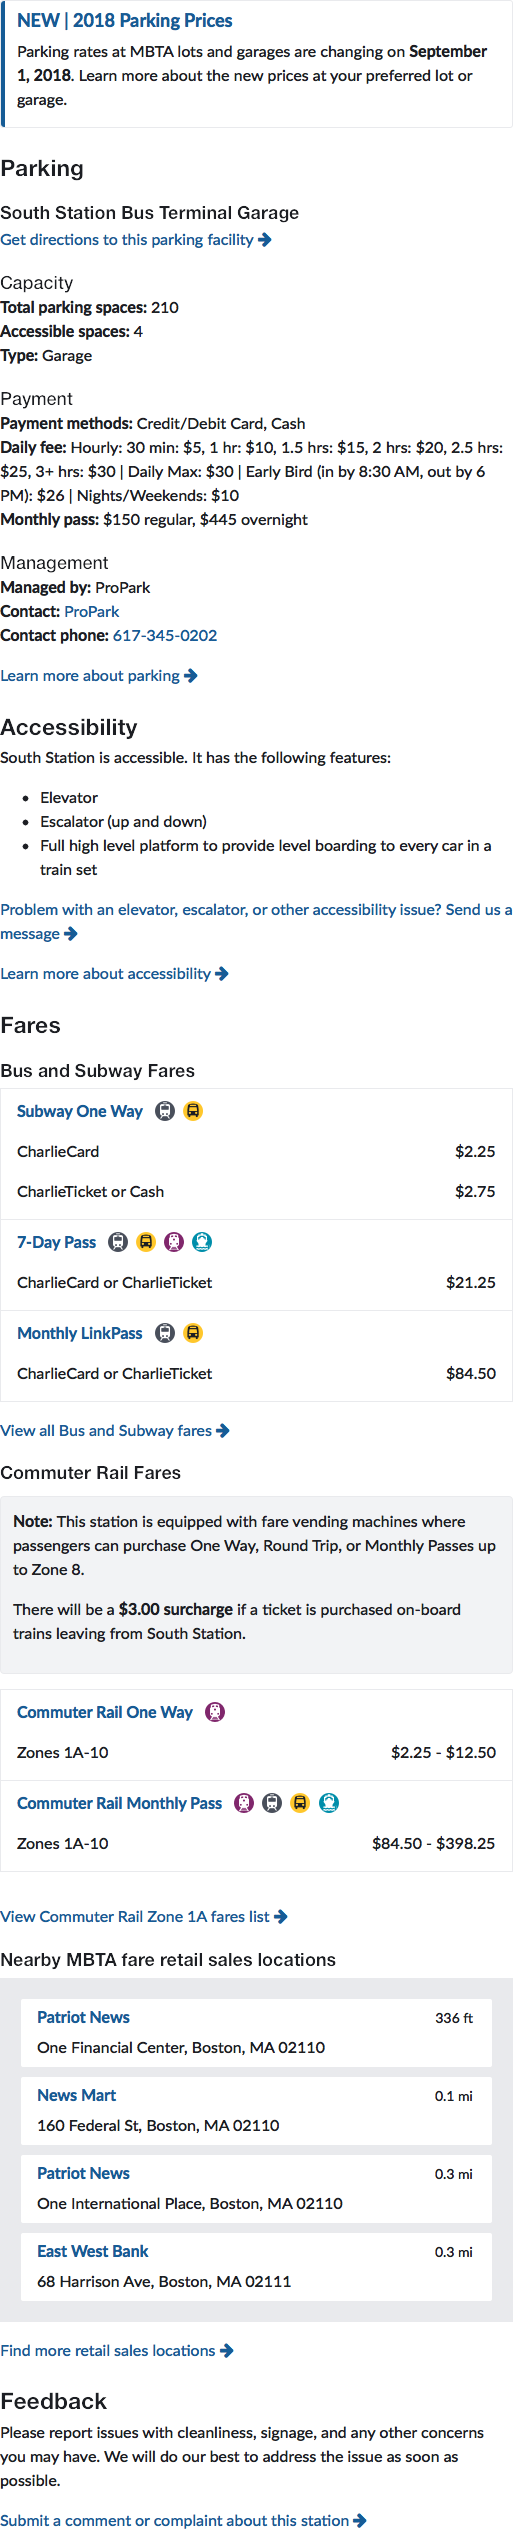 NEW | 2018 Parking Prices
Parking rates at MBTA lots and garages are changing on September
1, 2018. Learn more about the new prices at your preferred lot or
garage.
Parking
South Station Bus Terminal Garage
Get directions to this parking facility
Capacity
Total parking spaces: 210
Accessible spaces: 4
Type: Garage
Payment
Payment methods: Credit/Debit Card, Cash
Daily fee: Hourly: 30 min: $5, 1 hr: $10, 1.5 hrs: $15, 2 hrs: $20, 2.5 hrs:
$25, 3+ hrs: $30 | Daily Max: $30 | Early Bird (in by 8:30 AM, out by 6
PM): $26 | Nights/Weekends: $10
Monthly pass: $150 regular, $445 overnight
Management
Managed by: ProPark
Contact: ProPark
Contact phone: 617-345-0202
Learn more about parking
Accessibility
South Station is accessible. It has the following features:
• Elevator
• Escalator (up and down)
• Full high level platform to provide level boarding to every car in a
train set
Problem with an elevator, escalator, or other accessibility issue? Send us a
message
Learn more about accessibility
Fares
Bus and Subway Fares
Subway One Way
CharlieCard $2.25
CharlieTicket or Cash $2.75
7-Day Pass
CharlieCard or CharlieTicket $21.25
Monthly LinkPass
CharlieCard or CharlieTicket $84.50
View all Bus and Subway fares
Commuter Rail Fares
Note: This station is equipped with fare vending machines where
passengers can purchase One Way, Round Trip, or Monthly Passes up
to Zone 8.
There will be a $3.00 surcharge if a ticket is purchased on-board
trains leaving from South Station.
Commuter Rail One Way
Zones 1A-10 $2.25 - $12.50
Commuter Rail Monthly Pass
Zones 1A-10 $84.50 - $398.25
View Commuter Rail Zone 1A fares list
Nearby MBTA fare retail sales locations
Patriot News 336 ft
One Financial Center, Boston, MA 02110
News Mart 0.1 mi
160 Federal St, Boston, MA 02110
Patriot News 0.3 mi
One International Place, Boston, MA 02110
East West Bank 0.3 mi
68 Harrison Ave, Boston, MA 02111
Find more retail sales locations
Feedback
Please report issues with cleanliness, signage, and any other concerns
you may have. We will do our best to address the issue as soon as
possible.
Submit a comment or complaint about this station